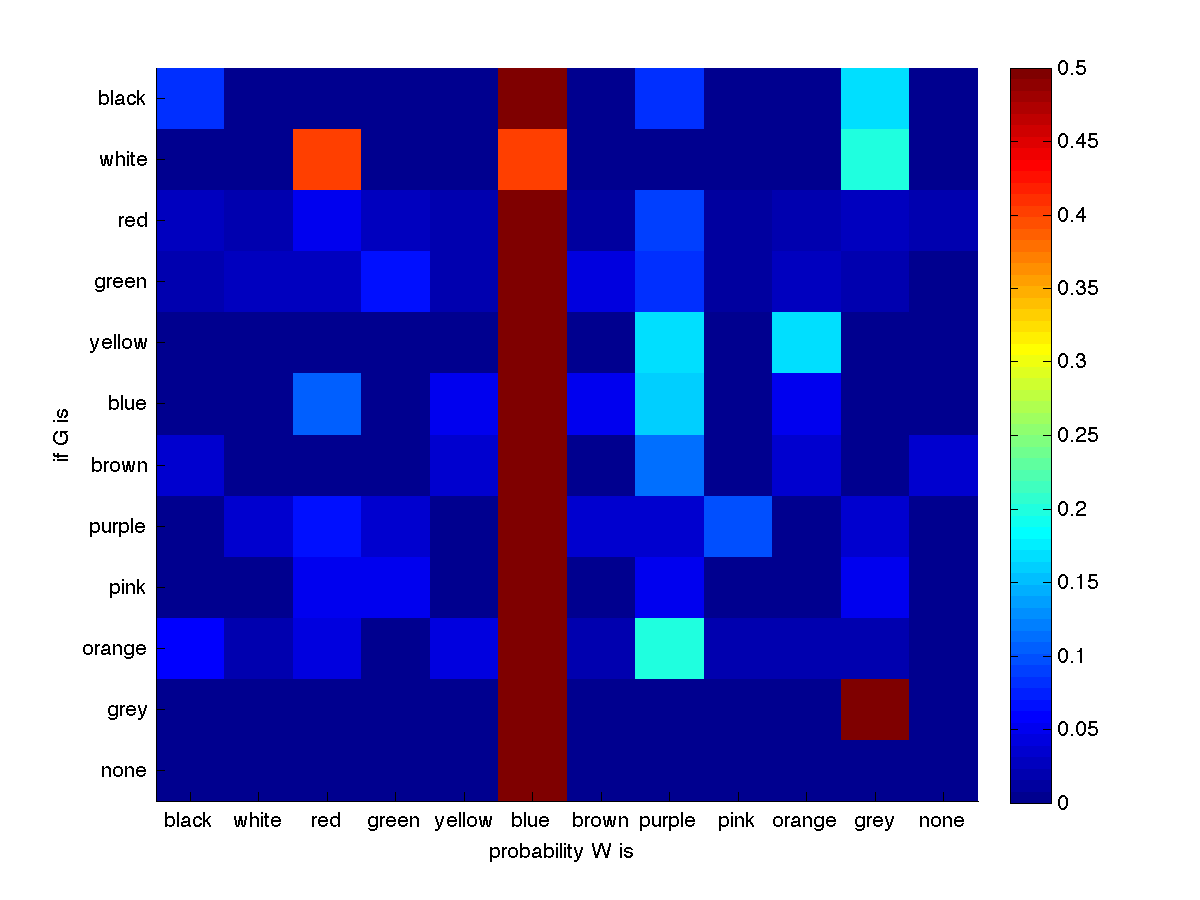 black
white
red
green
yellow
blue
brown
purple
pink
orange
grey
none
if G is
black white red green yellow blue brown purple pink orange grey none
probability W is
0.5
0.45
0.4
0.35
0.3
0.25
0.2
0.15
0.1
0.05
0